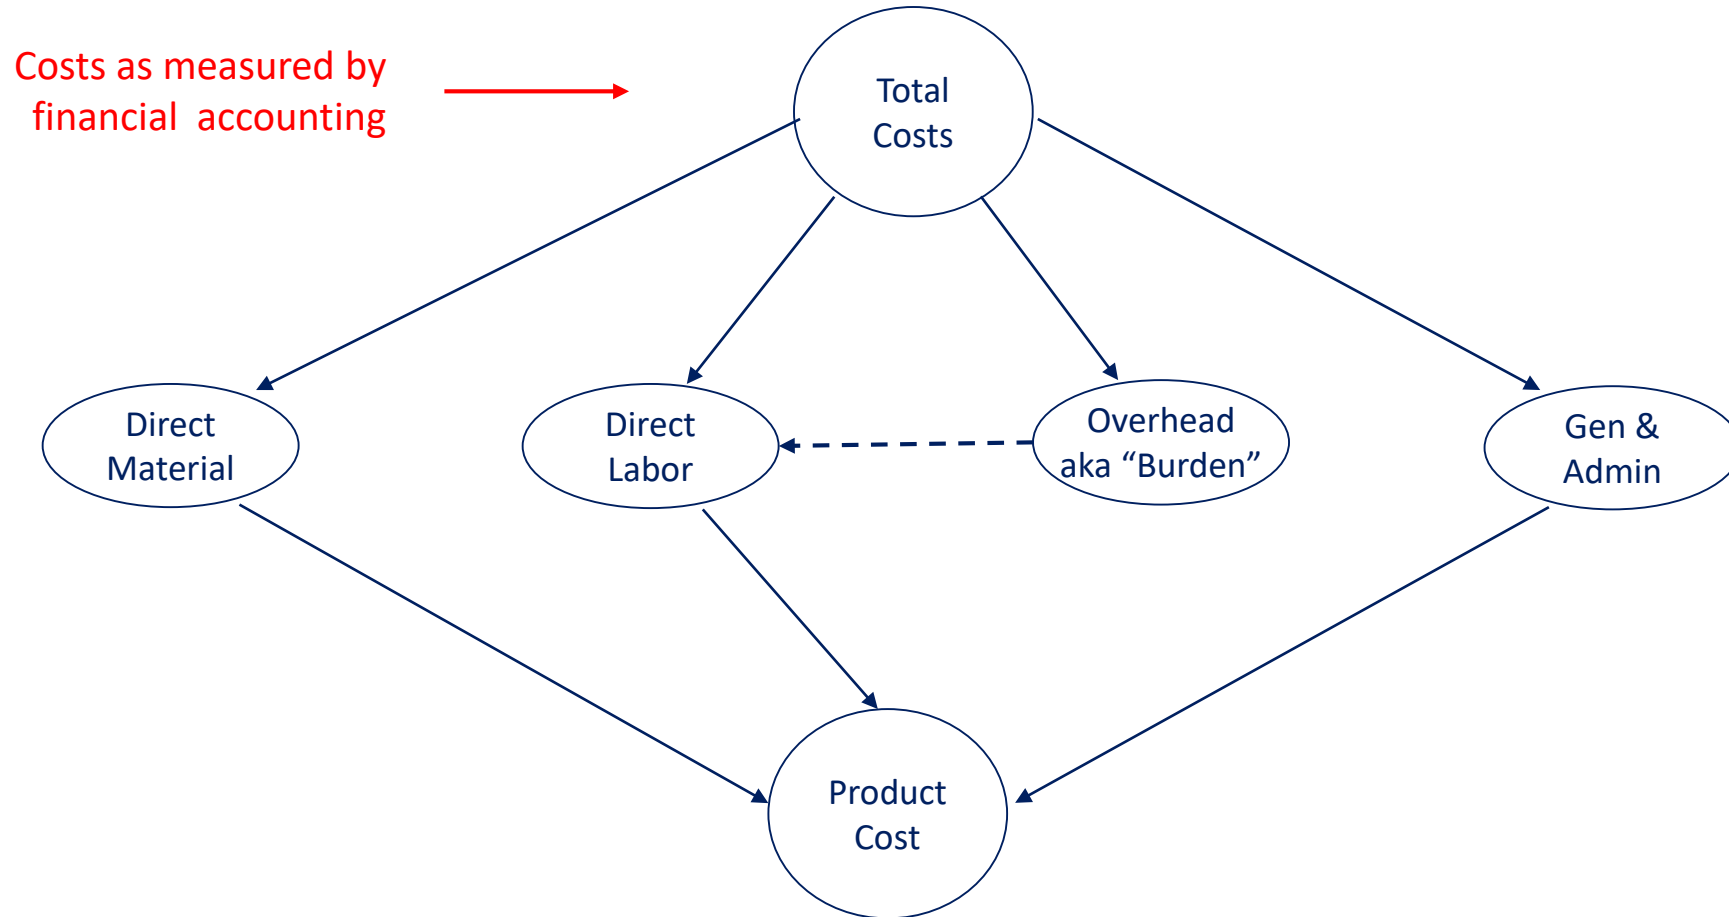 Costs as measured by
financial accounting
Total
Costs
Direct
Material
Direct
Labor
Overhead
aka “Burden”
Gen &
Admin
Product
Cost